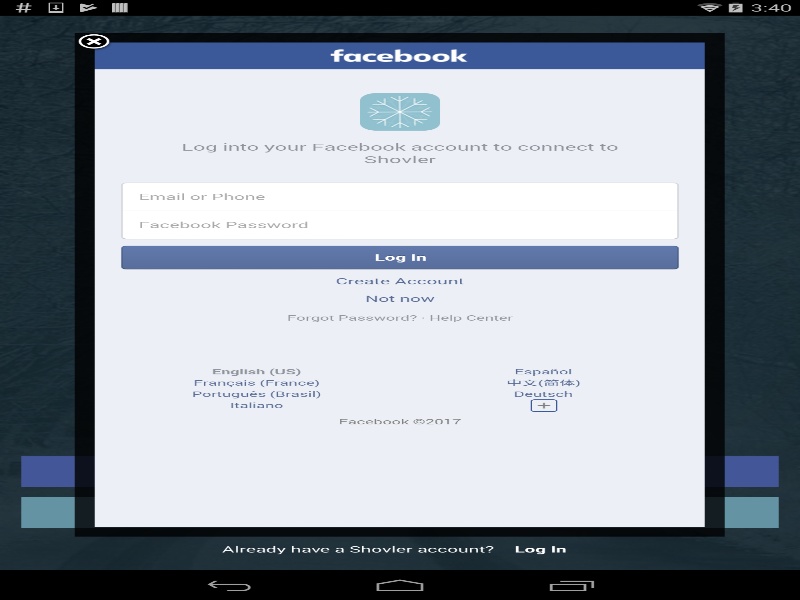 3:40
facebook
Log into your Facebook account to connect to
Shovler
Email or Phone
Facebook Password
Log In
Create Account
Not now
Forgot Password? · Help Center
English (US)
Español
Français (France)
中文(简体)
Português (Brasil)
Deutsch
Italiano
Facebook ©2017
Already have a Shovler account? Log In